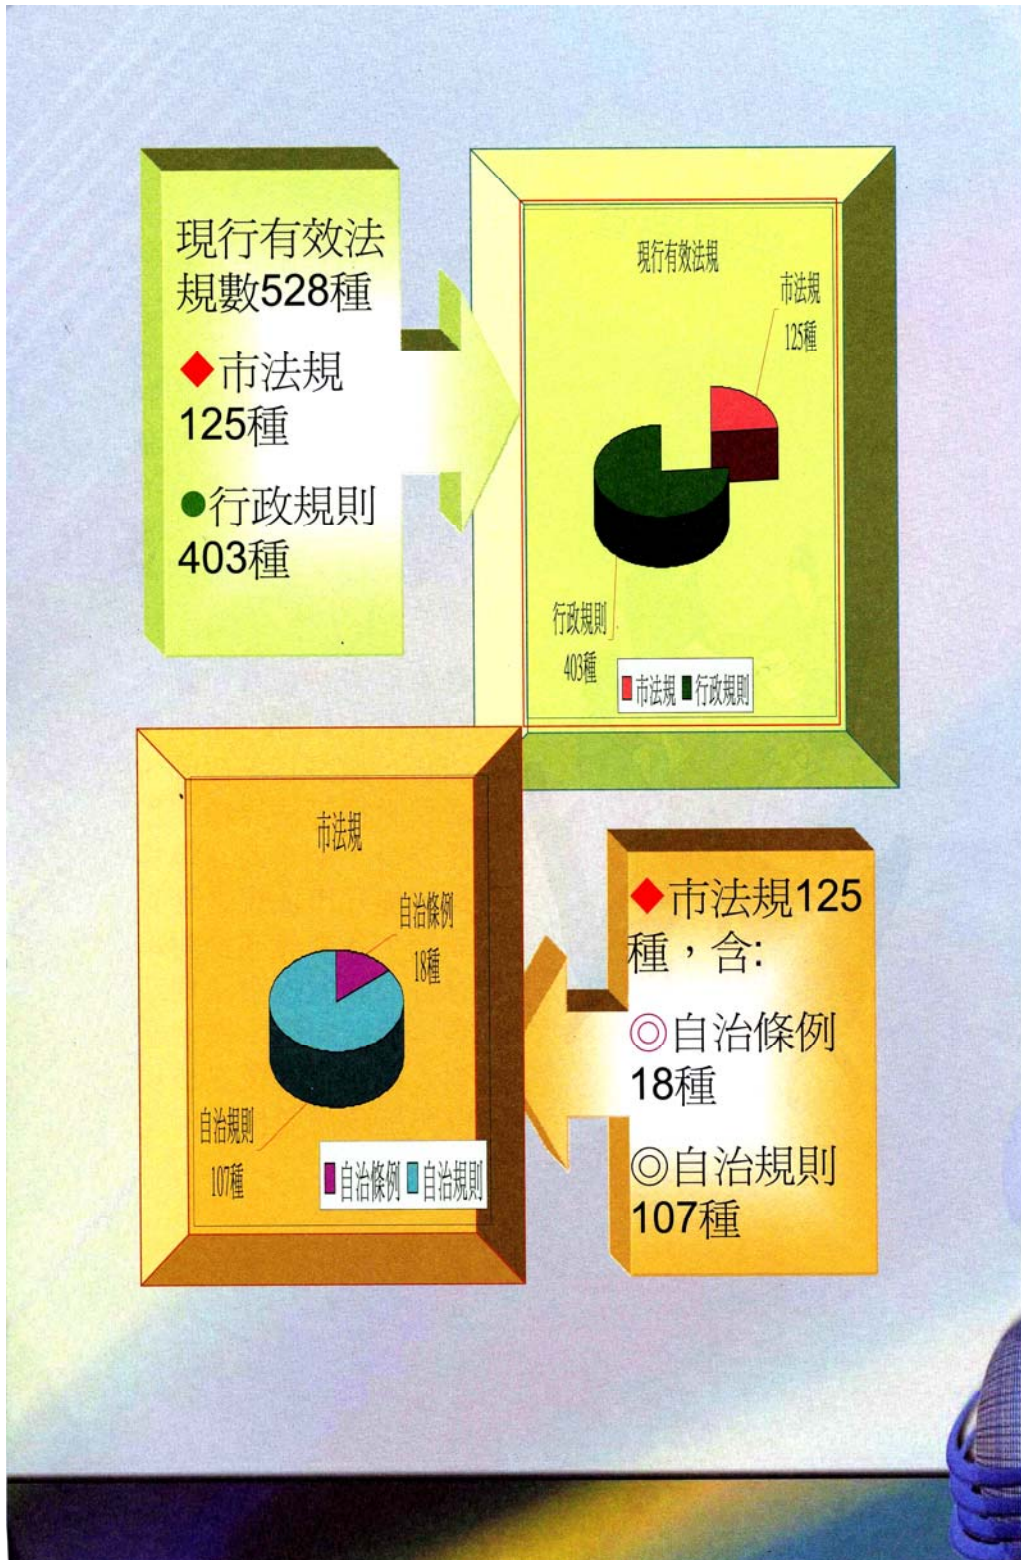 現行有效法
規數528種
◆市法規
125種
●行政規則
403種
現行有效法規
市法規
125種
行政規則
403種
市法規 行政規則
市法規
自治條例
18種
自治規則
107種
自治條例 自治規則
◆市法規125
種，含:
◎自治條例
18種
◎自治規則
107種